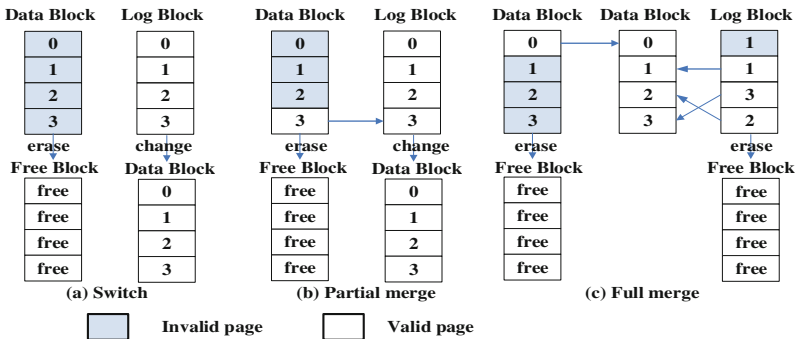 Data Block Log Block Data Block Log Block Data Block Data Block Log Block
0 0 0 0 0 0 1
1 1 1 1 1 1 1
2 2 2 2 2 2 3
3 3 3 3 3 3 2
erase change erase change erase erase
Free Block Data Block Free Block Data Block Free Block Free Block
free 0 free 0 free free
free 1 free 1 free free
free 2 free 2 free free
free 3 free 3 free free
(a) Switch (b) Partial merge (c) Full merge
Invalid page Valid page